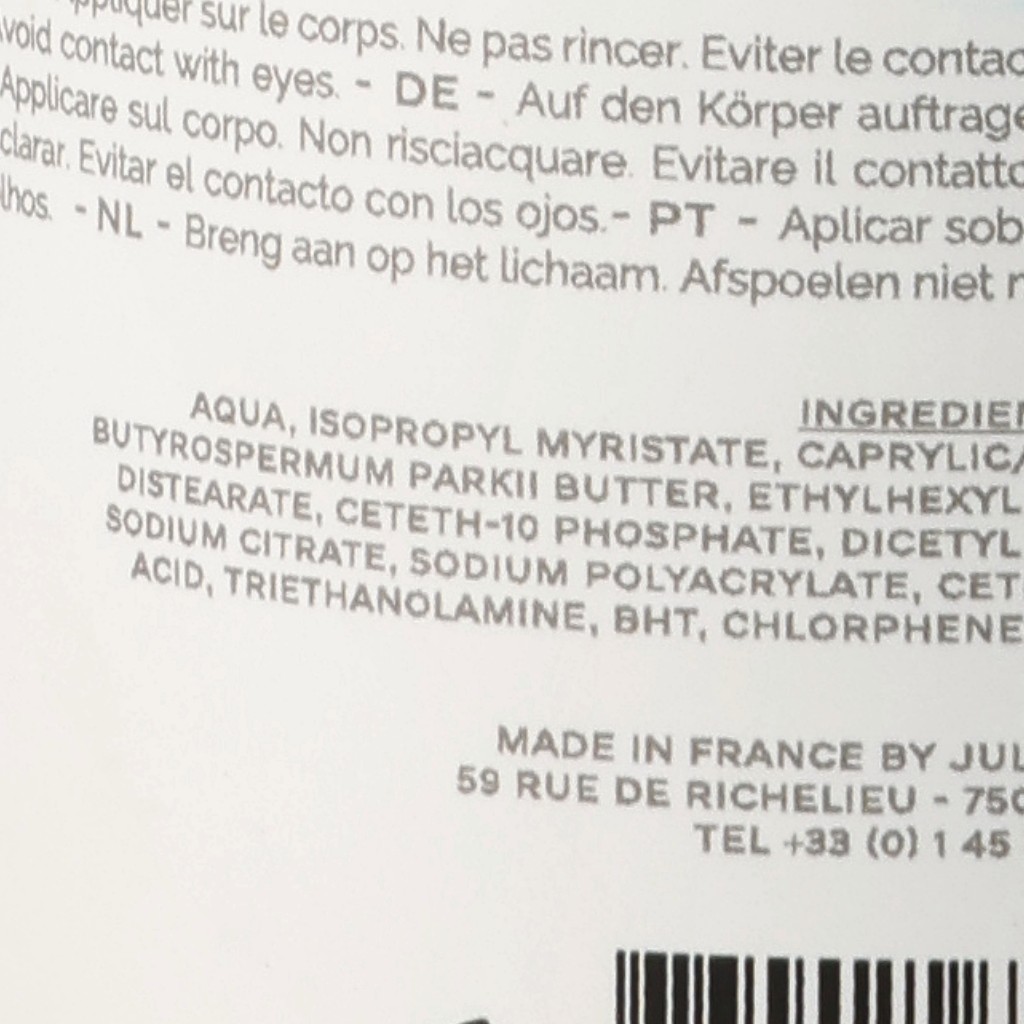 sur le corps. Ne pas rincer. Eviter le contac
void contact with eyes. - DE - Auf den Körper auftrage
Applicare sul corpo. Non risciacquare. Evitare il contatto
clarar. Evitar el contacto con los ojos.- PT - Aplicar sob
lhos. - NL - Breng aan op het lichaam. Afspoelen niet
INGREDIE
AQUA, ISOPROPYL MYRISTATE, CAPRYLIC
BUTYROSPERMUM PARKII BUTTER, ETHYLHEXYL
DISTEARATE, CETETH-10 PHOSPHATE, DICETYL
SODIUM CITRATE, SODIUM POLYACRYLATE, CET
ACID, TRIETHANOLAMINE, BHT, CHLORPHENE
MADE IN FRANCE BY JUL
59 RUE DE RICHELIEU - 750
TEL +33 (0) 1 45